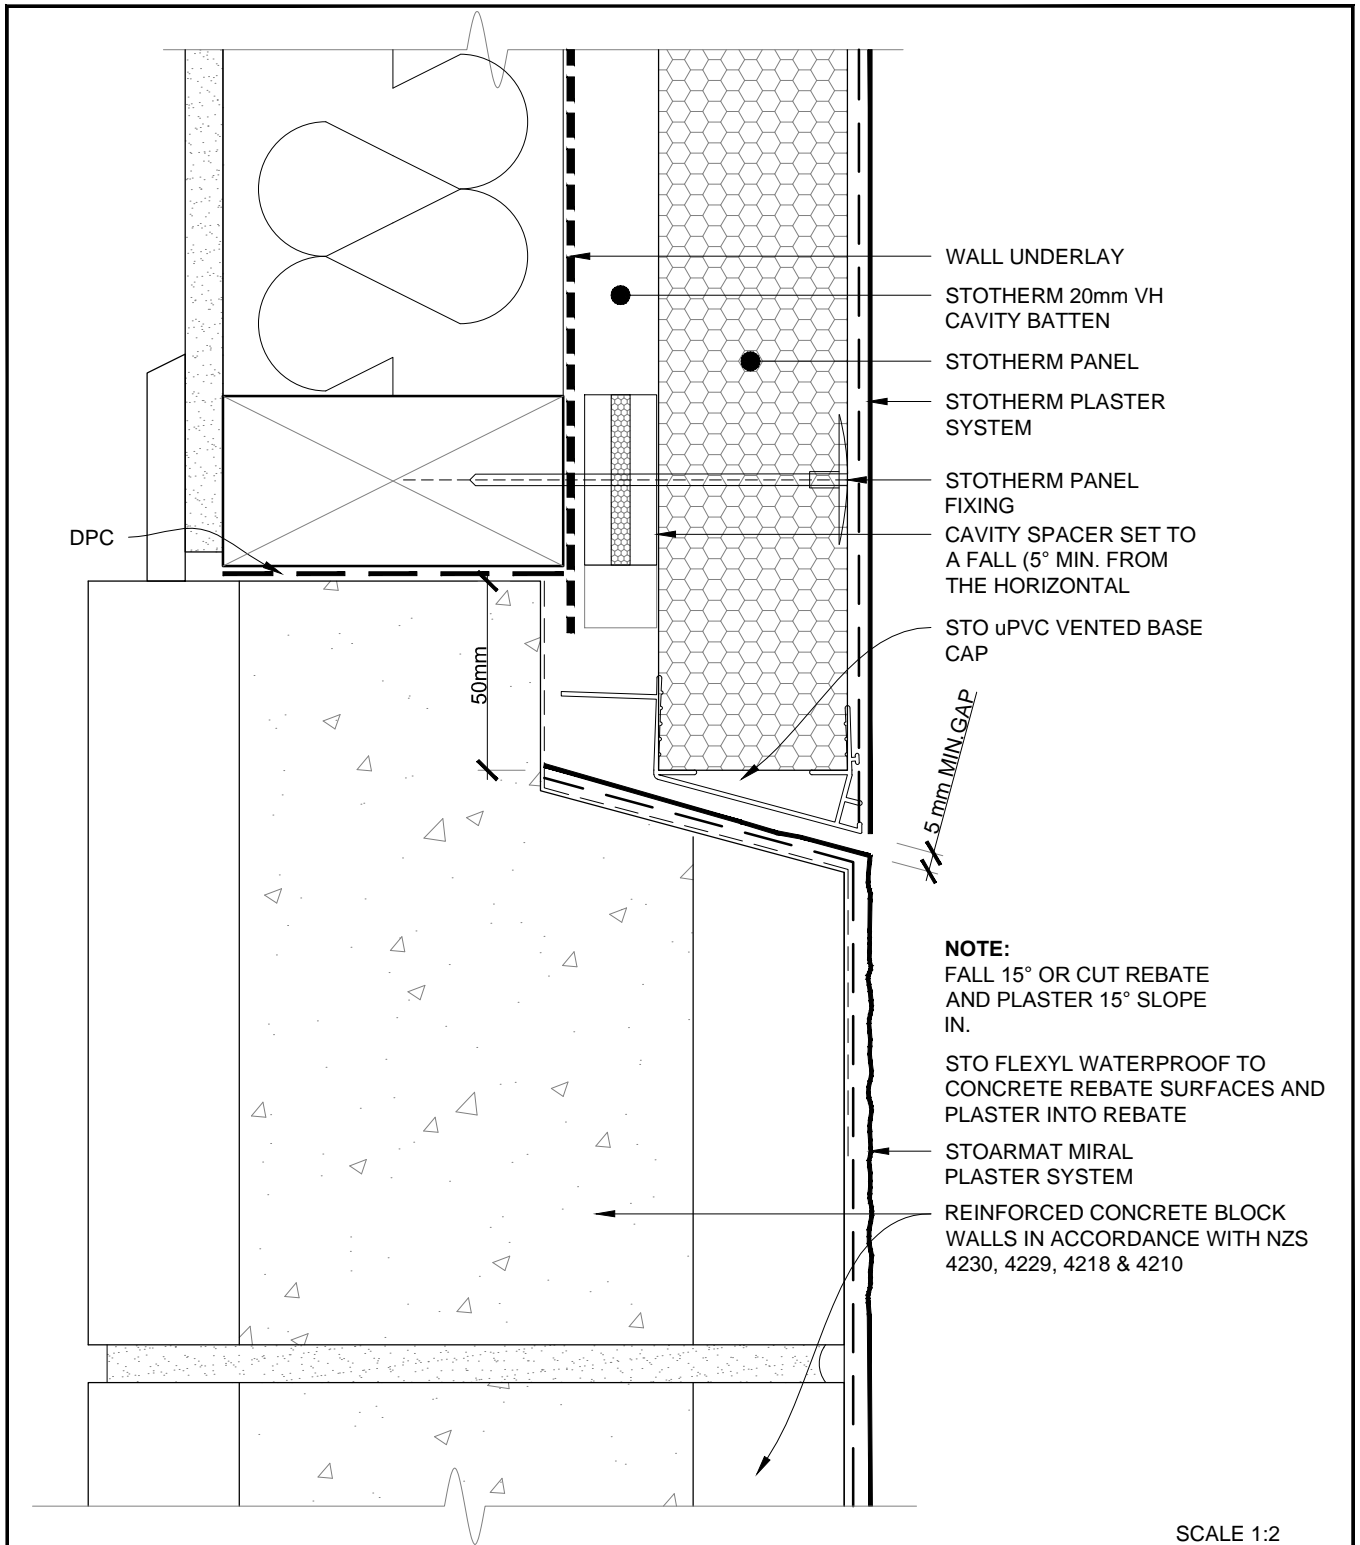 WALL UNDERLAY
STOTHERM 20mm VH
CAVITY BATTEN
STOTHERM PANEL
STOTHERM PLASTER
SYSTEM
STOTHERM PANEL
FIXING
DPC
CAVITY SPACER SET TO
A FALL (5° MIN. FROM
THE HORIZONTAL
STO uPVC VENTED BASE
CAP
50mm
5 mm MIN.GAP
NOTE:
FALL 15° OR CUT REBATE
AND PLASTER 15° SLOPE
IN.
STO FLEXYL WATERPROOF TO
CONCRETE REBATE SURFACES AND
PLASTER INTO REBATE
STOARMAT MIRAL
PLASTER SYSTEM
REINFORCED CONCRETE BLOCK
WALLS IN ACCORDANCE WITH NZS
4230, 4229, 4218 & 4210
SCALE 1:2